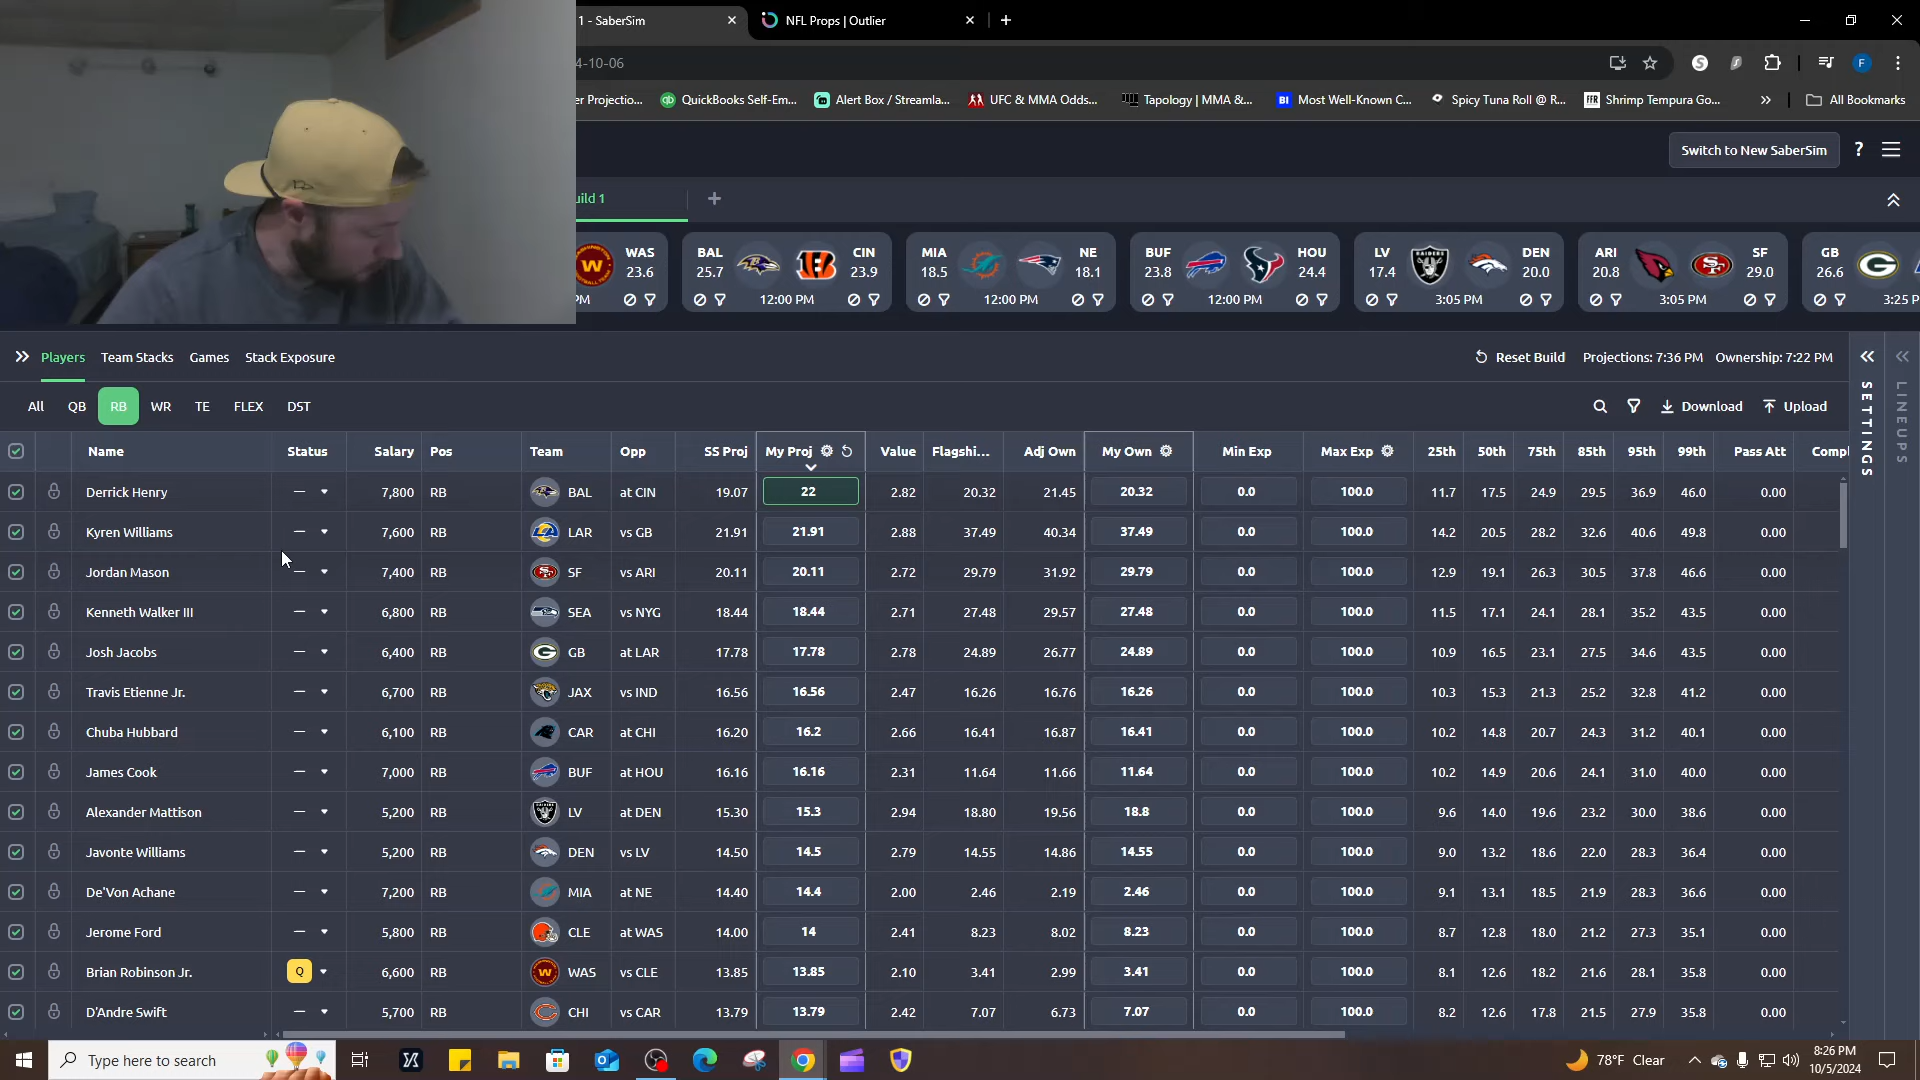 1 - SaberSim
NFL Props | Outlier
4-10-06
er Projectio...
QuickBooks Self-Em...
Alert Box / Streamla...
UFC & MMA Odds...
Tapology | MMA &...
BI Most Well-Known C...
Spicy Tuna Roll @ R...
FFR Shrimp Tempura Go...
All Bookmarks
Switch to New SaberSim
?
uild 1
WAS 23.6 PM
BAL 25.7 CIN 23.9 12:00 PM
MIA 18.5 NE 18.1 12:00 PM
BUF 23.8 HOU 24.4 12:00 PM
LV 17.4 DEN 20.0 3:05 PM
ARI 20.8 SF 29.0 3:05 PM
GB 26.6 3:25 P
Players Team Stacks Games Stack Exposure
Reset Build Projections: 7:36 PM Ownership: 7:22 PM
All QB RB WR TE FLEX DST
Download Upload
SETTINGS
LINEUPS
Name Status Salary Pos Team Opp SS Proj My Proj Value Flagshi... Adj Own My Own Min Exp Max Exp 25th 50th 75th 85th 95th 99th Pass Att Compl
Derrick Henry — 7,800 RB BAL at CIN 19.07 22 2.82 20.32 21.45 20.32 0.0 100.0 11.7 17.5 24.9 29.5 36.9 46.0 0.00
Kyren Williams — 7,600 RB LAR vs GB 21.91 21.91 2.88 37.49 40.34 37.49 0.0 100.0 14.2 20.5 28.2 32.6 40.6 49.8 0.00
Jordan Mason — 7,400 RB SF vs ARI 20.11 20.11 2.72 29.79 31.92 29.79 0.0 100.0 12.9 19.1 26.3 30.5 37.8 46.6 0.00
Kenneth Walker III — 6,800 RB SEA vs NYG 18.44 18.44 2.71 27.48 29.57 27.48 0.0 100.0 11.5 17.1 24.1 28.1 35.2 43.5 0.00
Josh Jacobs — 6,400 RB GB at LAR 17.78 17.78 2.78 24.89 26.77 24.89 0.0 100.0 10.9 16.5 23.1 27.5 34.6 43.5 0.00
Travis Etienne Jr. — 6,700 RB JAX vs IND 16.56 16.56 2.47 16.26 16.76 16.26 0.0 100.0 10.3 15.3 21.3 25.2 32.8 41.2 0.00
Chuba Hubbard — 6,100 RB CAR at CHI 16.20 16.2 2.66 16.41 16.87 16.41 0.0 100.0 10.2 14.8 20.7 24.3 31.2 40.1 0.00
James Cook — 7,000 RB BUF at HOU 16.16 16.16 2.31 11.64 11.66 11.64 0.0 100.0 10.2 14.9 20.6 24.1 31.0 40.0 0.00
Alexander Mattison — 5,200 RB LV at DEN 15.30 15.3 2.94 18.80 19.56 18.8 0.0 100.0 9.6 14.0 19.6 23.2 30.0 38.6 0.00
Javonte Williams — 5,200 RB DEN vs LV 14.50 14.5 2.79 14.55 14.86 14.55 0.0 100.0 9.0 13.2 18.6 22.0 28.3 36.4 0.00
De'Von Achane — 7,200 RB MIA at NE 14.40 14.4 2.00 2.46 2.19 2.46 0.0 100.0 9.1 13.1 18.5 21.9 28.3 36.6 0.00
Jerome Ford — 5,800 RB CLE at WAS 14.00 14 2.41 8.23 8.02 8.23 0.0 100.0 8.7 12.8 18.0 21.2 27.3 35.1 0.00
Brian Robinson Jr. Q 6,600 RB WAS vs CLE 13.85 13.85 2.10 3.41 2.99 3.41 0.0 100.0 8.1 12.6 18.2 21.6 28.1 35.8 0.00
D'Andre Swift — 5,700 RB CHI vs CAR 13.79 13.79 2.42 7.07 6.73 7.07 0.0 100.0 8.2 12.6 17.8 21.5 27.9 35.8 0.00
Type here to search
78°F Clear
8:26 PM
10/5/2024